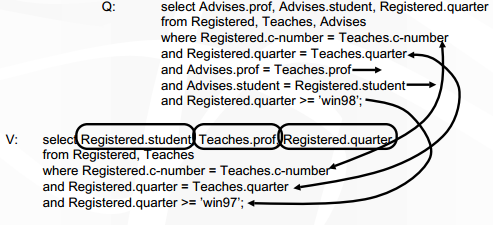 Q: select Advises.prof, Advises.student, Registered.quarter
from Registered, Teaches, Advises
where Registered.c-number = Teaches.c-number
and Registered.quarter = Teaches.quarter
and Advises.prof = Teaches.prof
and Advises.student = Registered.student
and Registered.quarter >= 'win98';
V: select Registered.student, Teaches.prof, Registered.quarter
from Registered, Teaches
where Registered.c-number = Teaches.c-number
and Registered.quarter = Teaches.quarter
and Registered.quarter >= 'win97';